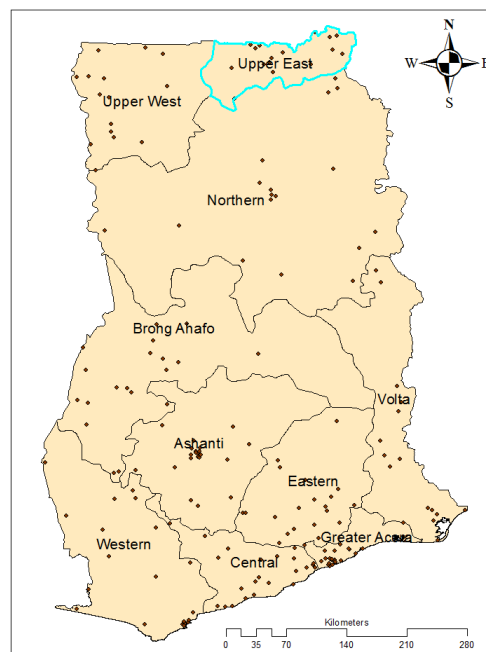 N
W E
S
Upper East
Upper West
Northern
Brong Ahafo
Volta
Ashanti
Eastern
Greater Accra
Western
Central
Kilometers
0 35 70 140 210 280